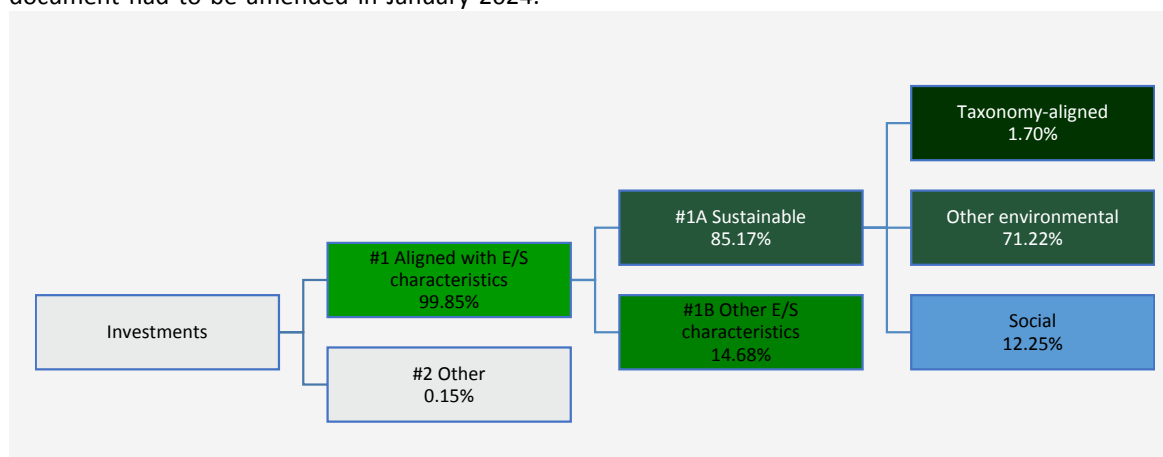 document had to be amended in January 2024.
Taxonomy-aligned
1.70%
#1A Sustainable
85.17%
Other environmental
71.22%
#1 Aligned with E/S
characteristics
99.85%
Investments
#1B Other E/S
characteristics
14.68%
Social
12.25%
#2 Other
0.15%